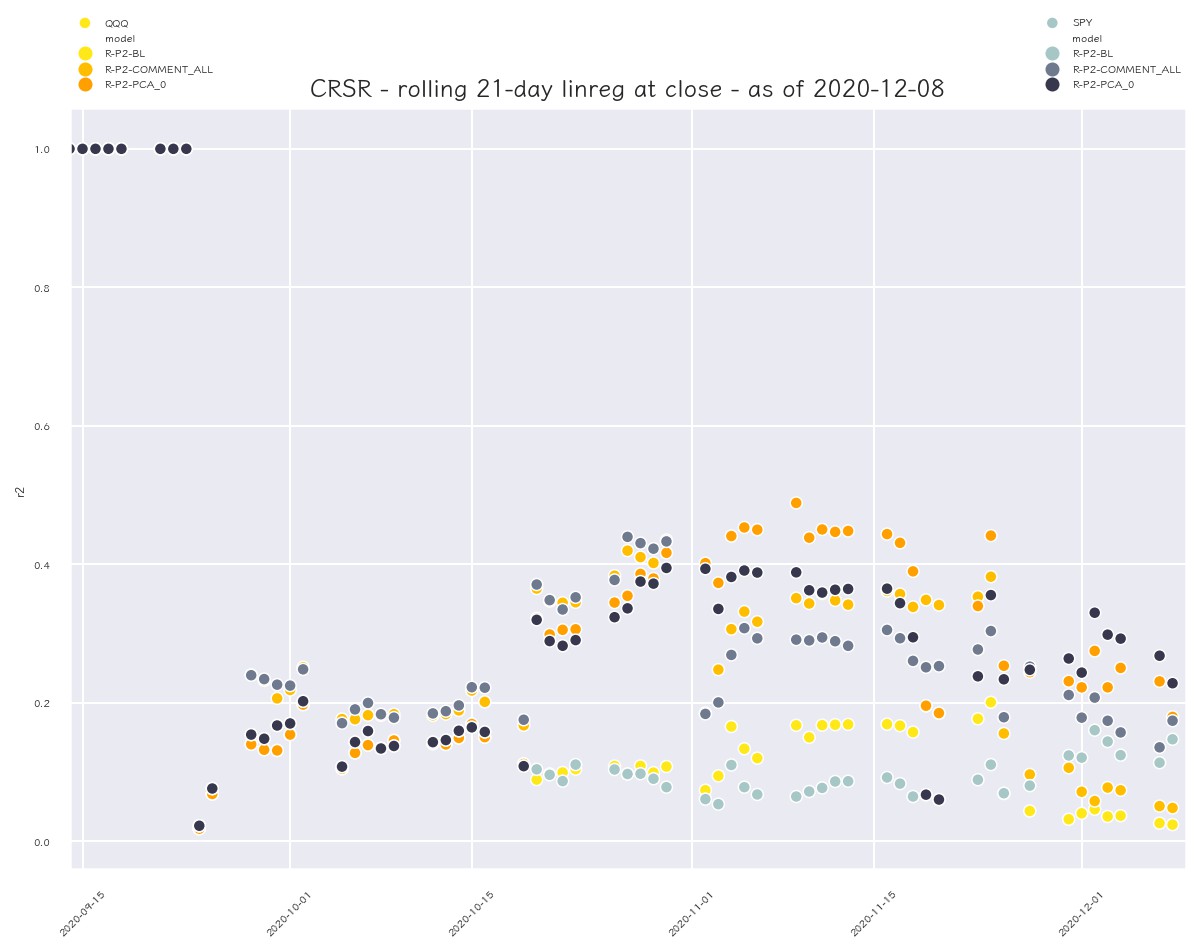 QQQ
model
R-P2-BL
R-P2-COMMENT_ALL
R-P2-PCA_0
SPY
model
R-P2-BL
R-P2-COMMENT_ALL
R-P2-PCA_0
CRSR - rolling 21-day linreg at close - as of 2020-12-08
1.0
0.8
0.6
r2
0.4
0.2
0.0
2020-09-15
2020-10-01
2020-10-15
2020-11-01
2020-11-15
2020-12-01